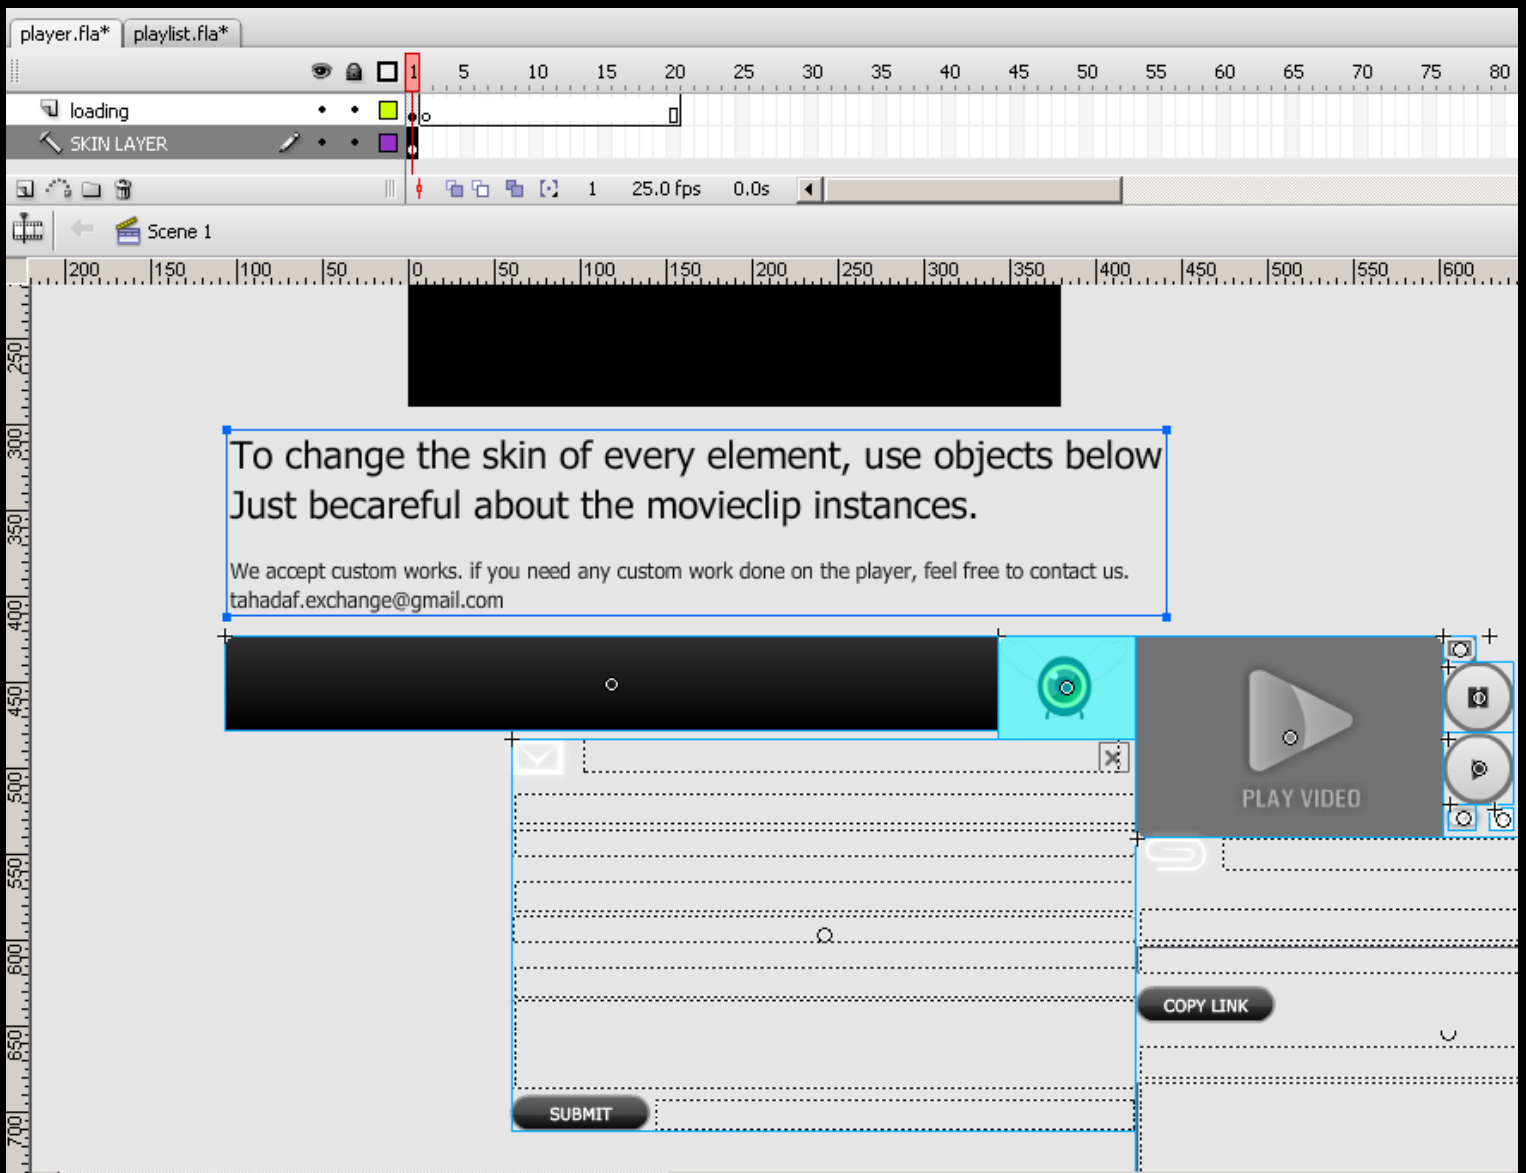 player.fla* playlist.fla*
1 5 10 15 20 25 30 35 40 45 50 55 60 65 70 75 80
loading
SKIN LAYER
1 25.0 fps 0.0s
Scene 1
200 150 100 50 0 50 100 150 200 250 300 350 400 450 500 550 600
250
300
To change the skin of every element, use objects below
Just becareful about the movieclip instances.
350
We accept custom works. if you need any custom work done on the player, feel free to contact us.
tahadaf.exchange@gmail.com
400
450
500
PLAY VIDEO
550
600
COPY LINK
650
SUBMIT
700